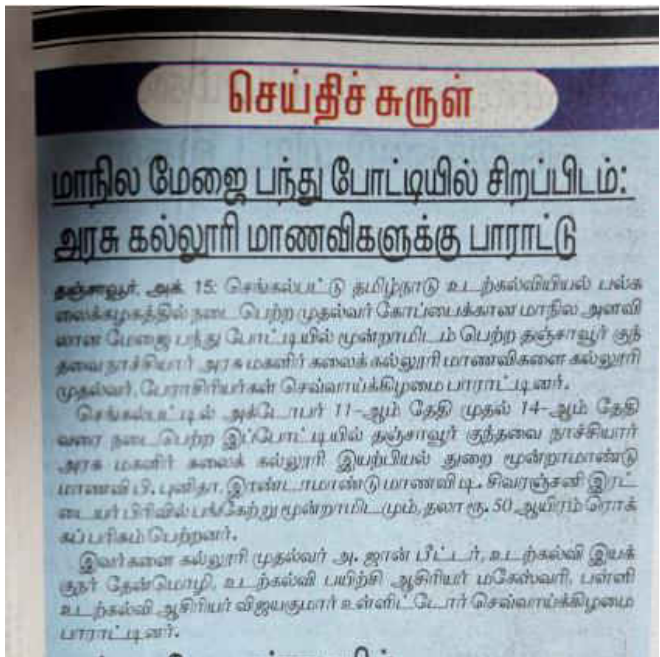 செய்திச் சுருள்
மாநில மேஜை பந்து போட்டியில் சிறப்பிடம்:
அரசு கல்லூரி மாணவிகளுக்கு பாராட்டு
தஞ்சாவூர், அக். 15: செங்கல்பட்டு தமிழ்நாடு உடற்கல்வியியல் பல்க
லைக்கழகத்தில் நடைபெற்ற முதல்வர் கோப்பைக்கான மாநில அளவி
லான மேஜை பந்து போட்டியில் மூன்றாமிடம் பெற்ற தஞ்சாவூர் குந்
தவை நாச்சியார் அரசு மகளிர் கலைக் கல்லூரி மாணவிகளை கல்லூரி
முதல்வர், பேராசிரியர்கள் செவ்வாய்க்கிழமை பாராட்டினர்.
செங்கல்பட்டில் அக்டோபர் 11-ஆம் தேதி முதல் 14-ஆம் தேதி
வரை நடைபெற்ற இப்போட்டியில் தஞ்சாவூர் குந்தவை நாச்சியார்
அரசு மகளிர் கலைக் கல்லூரி இயற்பியல் துறை மூன்றாமாண்டு
மாணவி பி. புனிதா, இரண்டாமாண்டு மாணவி டி. சிவரஞ்சனி இரட்
டையர் பிரிவில் பங்கேற்று மூன்றாமிடமும், தலா ரூ. 50 ஆயிரம் ரொக்
கப் பரிசும் பெற்றனர்.
இவர்களை கல்லூரி முதல்வர் அ. ஜான் பீட்டர், உடற்கல்வி இயக்
குநர் தேன்மொழி, உடற்கல்வி பயிற்சி ஆசிரியர் மகேஸ்வரி, பள்ளி
உடற்கல்வி ஆசிரியர் விஜயகுமார் உள்ளிட்டோர் செவ்வாய்க்கிழமை
பாராட்டினர்.